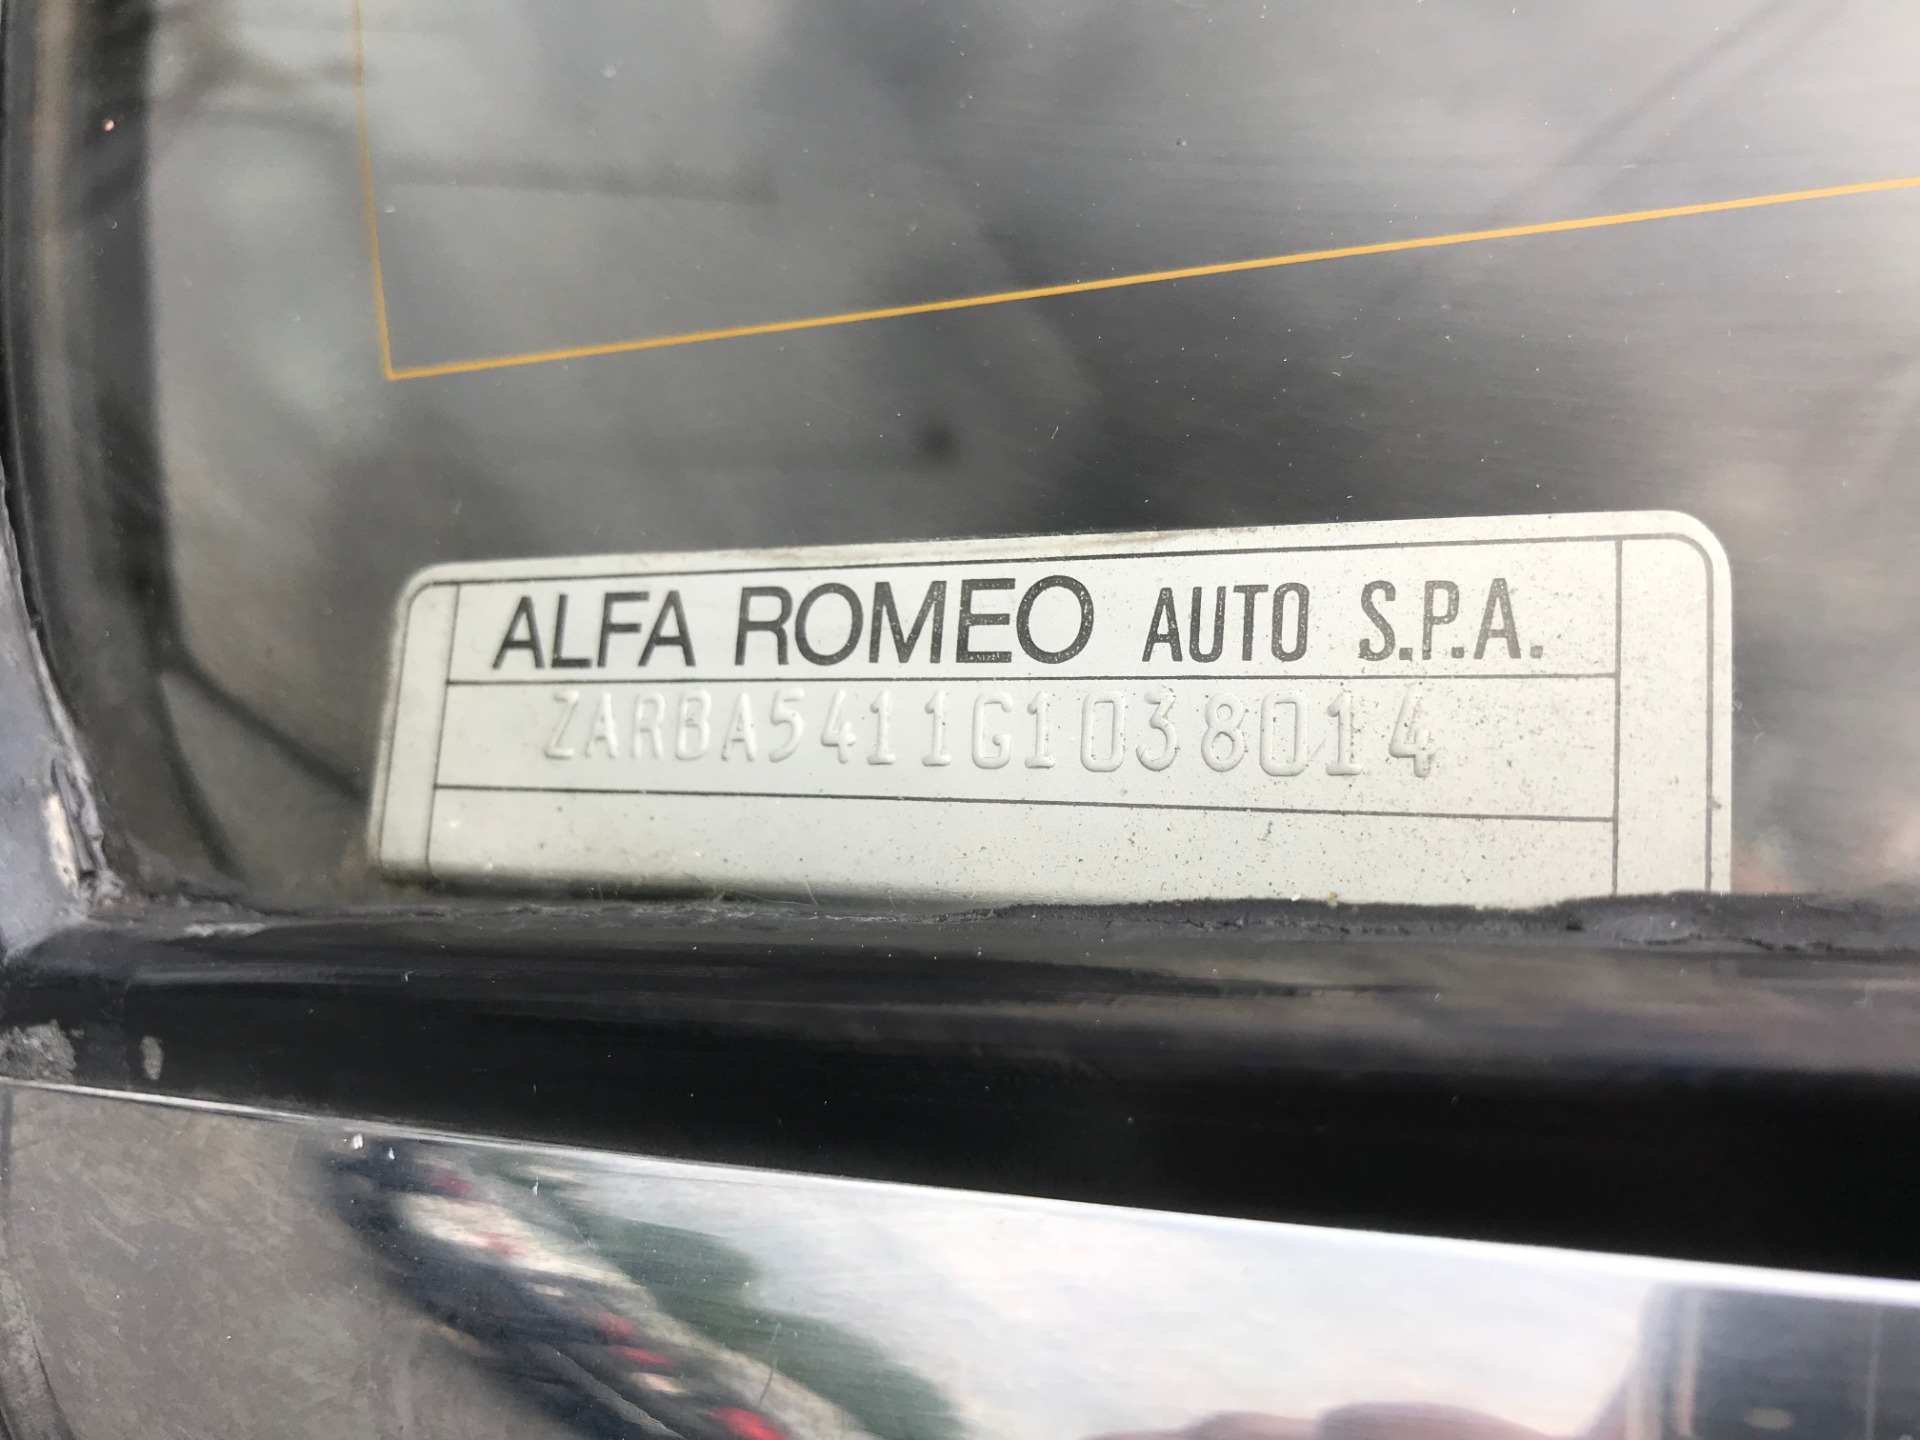 ALFA ROMEO AUTO S.P.A.
ZARBA5411G1038014